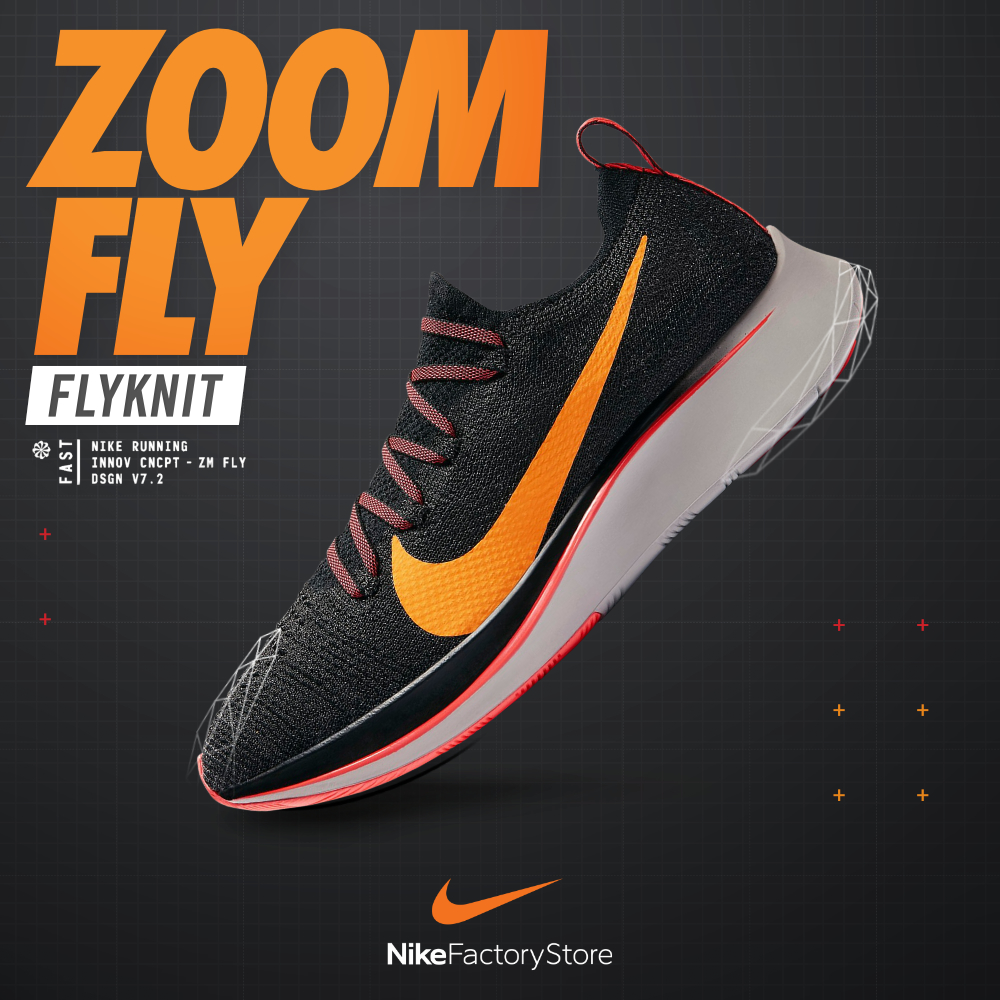 ZOOM
FLY
FLYKNIT
FAST
NIKE RUNNING
INNOV CNCPT - ZM FLY
DSGN V7.2
NikeFactoryStore